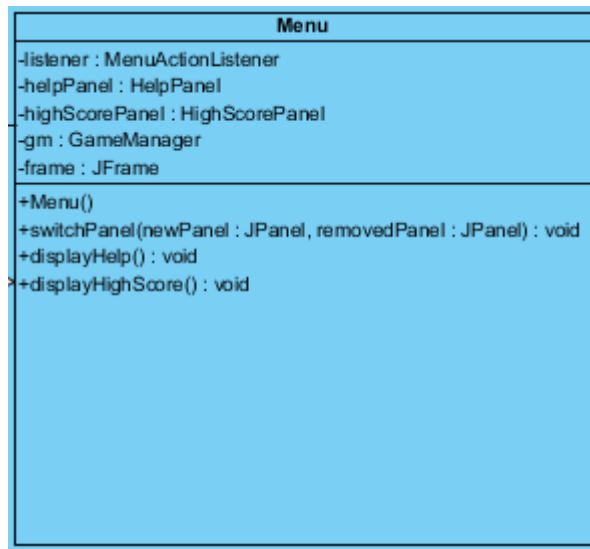 Menu
-listener : MenuActionListener
-helpPanel : HelpPanel
-highScorePanel : HighScorePanel
-gm : GameManager
-frame : JFrame
+Menu()
+switchPanel(newPanel : JPanel, removedPanel : JPanel) : void
+displayHelp() : void
+displayHighScore() : void